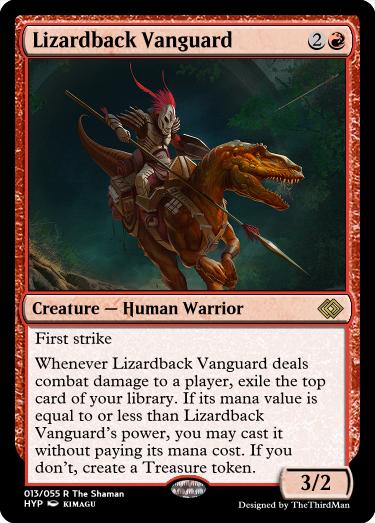 Lizardback Vanguard 2
Creature — Human Warrior
First strike
Whenever Lizardback Vanguard deals
combat damage to a player, exile the top
card of your library. If its mana value is
equal to or less than Lizardback
Vanguard's power, you may cast it
without paying its mana cost. If you
don't, create a Treasure token.
3/2
013/055 R The Shaman
HYP KIMAGU
Designed by TheThirdMan